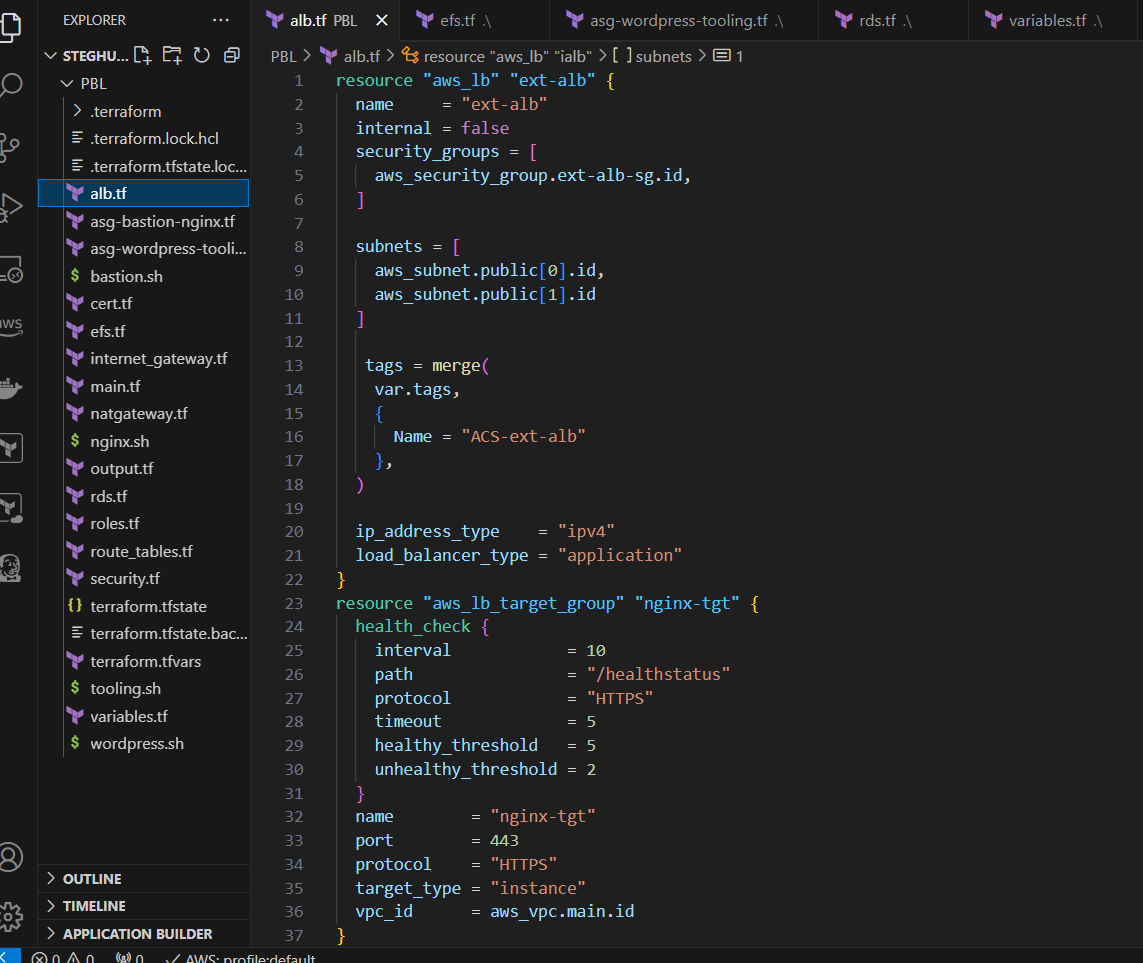 EXPLORER ...
alb.tf PBL
efs.tf .\
asg-wordpress-tooling.tf .\
rds.tf .\
variables.tf .\
STEGHU...
PBL > alb.tf > resource "aws_lb" "ialb" > [ ] subnets > 1
PBL
.terraform
.terraform.lock.hcl
.terraform.tfstate.loc...
alb.tf
asg-bastion-nginx.tf
asg-wordpress-tooli...
bastion.sh
cert.tf
efs.tf
internet_gateway.tf
main.tf
natgateway.tf
nginx.sh
output.tf
rds.tf
roles.tf
route_tables.tf
security.tf
terraform.tfstate
terraform.tfstate.bac...
terraform.tfvars
tooling.sh
variables.tf
wordpress.sh
OUTLINE
TIMELINE
APPLICATION BUILDER
aws
1 resource "aws_lb" "ext-alb" {
2   name     = "ext-alb"
3   internal = false
4   security_groups = [
5     aws_security_group.ext-alb-sg.id,
6   ]
7
8   subnets = [
9     aws_subnet.public[0].id,
10     aws_subnet.public[1].id
11   ]
12
13    tags = merge(
14     var.tags,
15     {
16       Name = "ACS-ext-alb"
17     },
18   )
19
20   ip_address_type    = "ipv4"
21   load_balancer_type = "application"
22 }
23 resource "aws_lb_target_group" "nginx-tgt" {
24   health_check {
25     interval            = 10
26     path                = "/healthstatus"
27     protocol            = "HTTPS"
28     timeout             = 5
29     healthy_threshold   = 5
30     unhealthy_threshold = 2
31   }
32   name        = "nginx-tgt"
33   port        = 443
34   protocol    = "HTTPS"
35   target_type = "instance"
36   vpc_id      = aws_vpc.main.id
37 }
0 0 0 AWS: profile:default